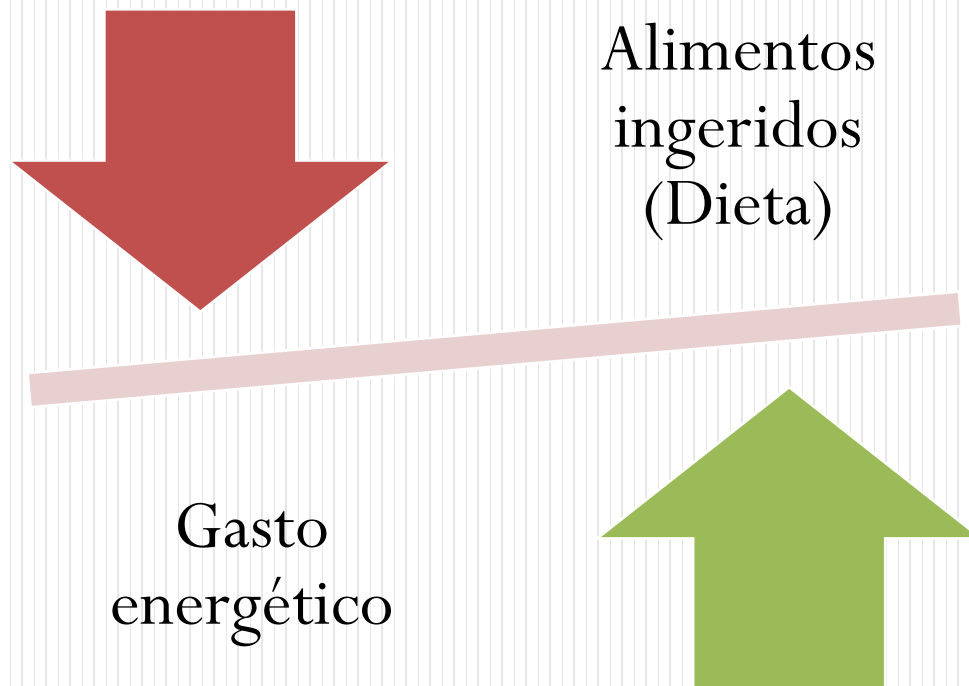 Alimentos
ingeridos
(Dieta)
Gasto
energético